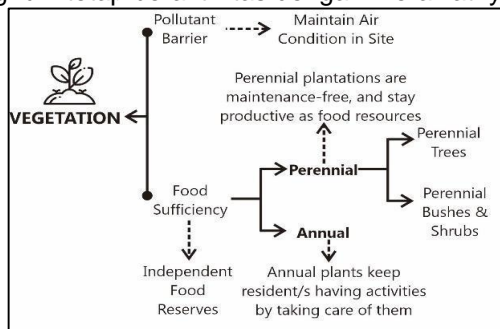 Pollutant
Barrier
Maintain Air
Condition in Site
VEGETATION
Perennial plantations are
maintenance-free, and stay
productive as food resources
Perennial
Trees
Perennial
Perennial
Bushes &
Shrubs
Food
Sufficiency
Annual
Independent
Food
Reserves
Annual plants keep
resident/s having activities
by taking care of them